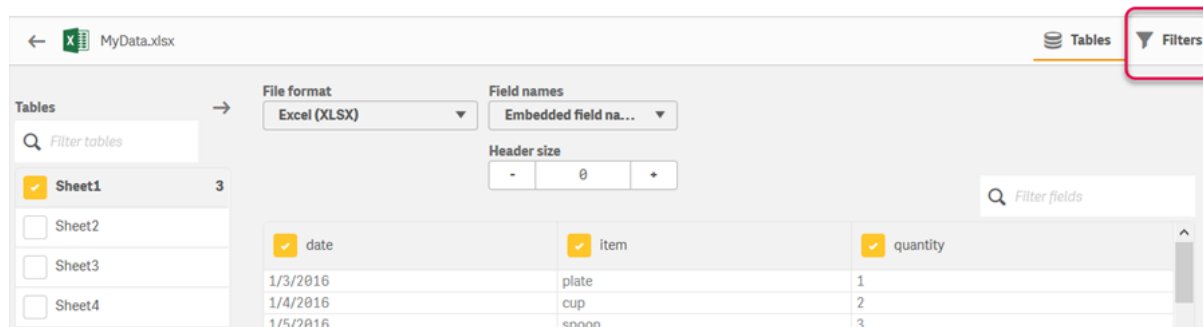 MyData.xlsx
Tables
Filters
Tables
Filter tables
Sheet1 3
Sheet2
Sheet3
Sheet4
File format
Excel (XLSX)
Field names
Embedded field na...
Header size
- 0 +
Filter fields
date item quantity
1/3/2016 plate 1
1/4/2016 cup 2
1/5/2016 spoon 3